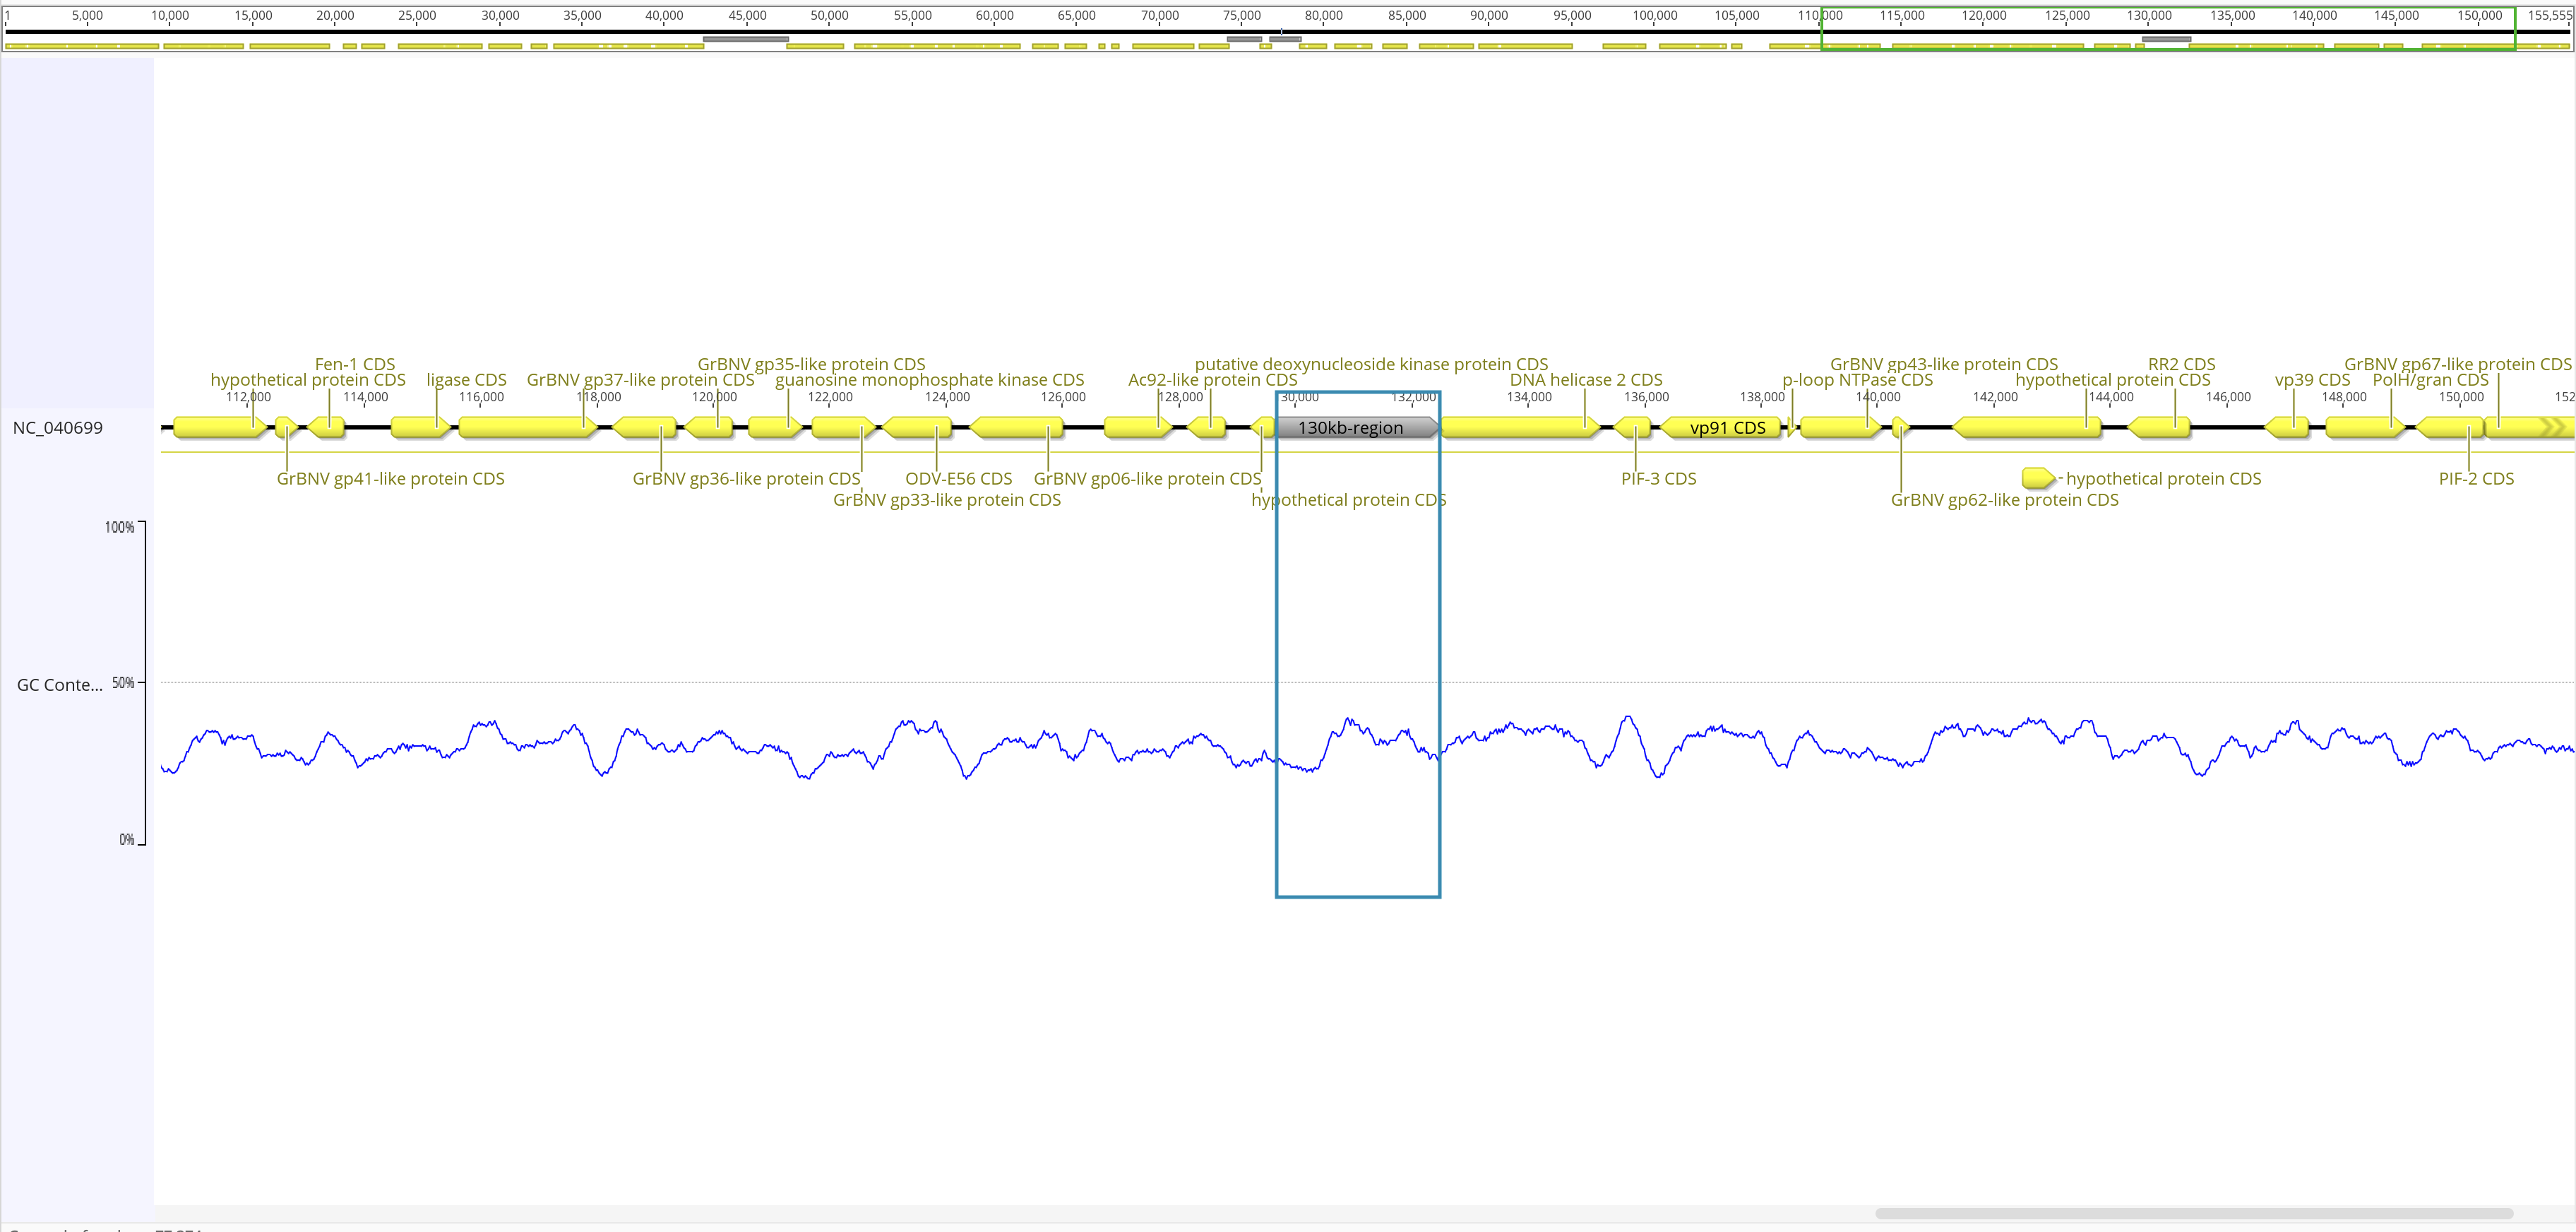 1 5,000 10,000 15,000 20,000 25,000 30,000 35,000 40,000 45,000 50,000 55,000 60,000 65,000 70,000 75,000 80,000 85,000 90,000 95,000 100,000 105,000 110,000 115,000 120,000 125,000 130,000 135,000 140,000 145,000 150,000 155,555
Fen-1 CDS GrBNV gp35-like protein CDS putative deoxynucleoside kinase protein CDS GrBNV gp43-like protein CDS RR2 CDS GrBNV gp67-like protein CDS
hypothetical protein CDS ligase CDS GrBNV gp37-like protein CDS guanosine monophosphate kinase CDS Ac92-like protein CDS DNA helicase 2 CDS p-loop NTPase CDS hypothetical protein CDS vp39 CDS PolH/gran CDS
112,000 114,000 116,000 118,000 120,000 122,000 124,000 126,000 128,000 30,000 132,000 134,000 136,000 138,000 140,000 142,000 144,000 146,000 148,000 150,000 152
NC_040699 130kb-region vp91 CDS
GrBNV gp41-like protein CDS GrBNV gp36-like protein CDS ODV-E56 CDS GrBNV gp06-like protein CDS PIF-3 CDS hypothetical protein CDS PIF-2 CDS
GrBNV gp33-like protein CDS hypothetical protein CDS GrBNV gp62-like protein CDS
100%
GC Conte... 50%
0%